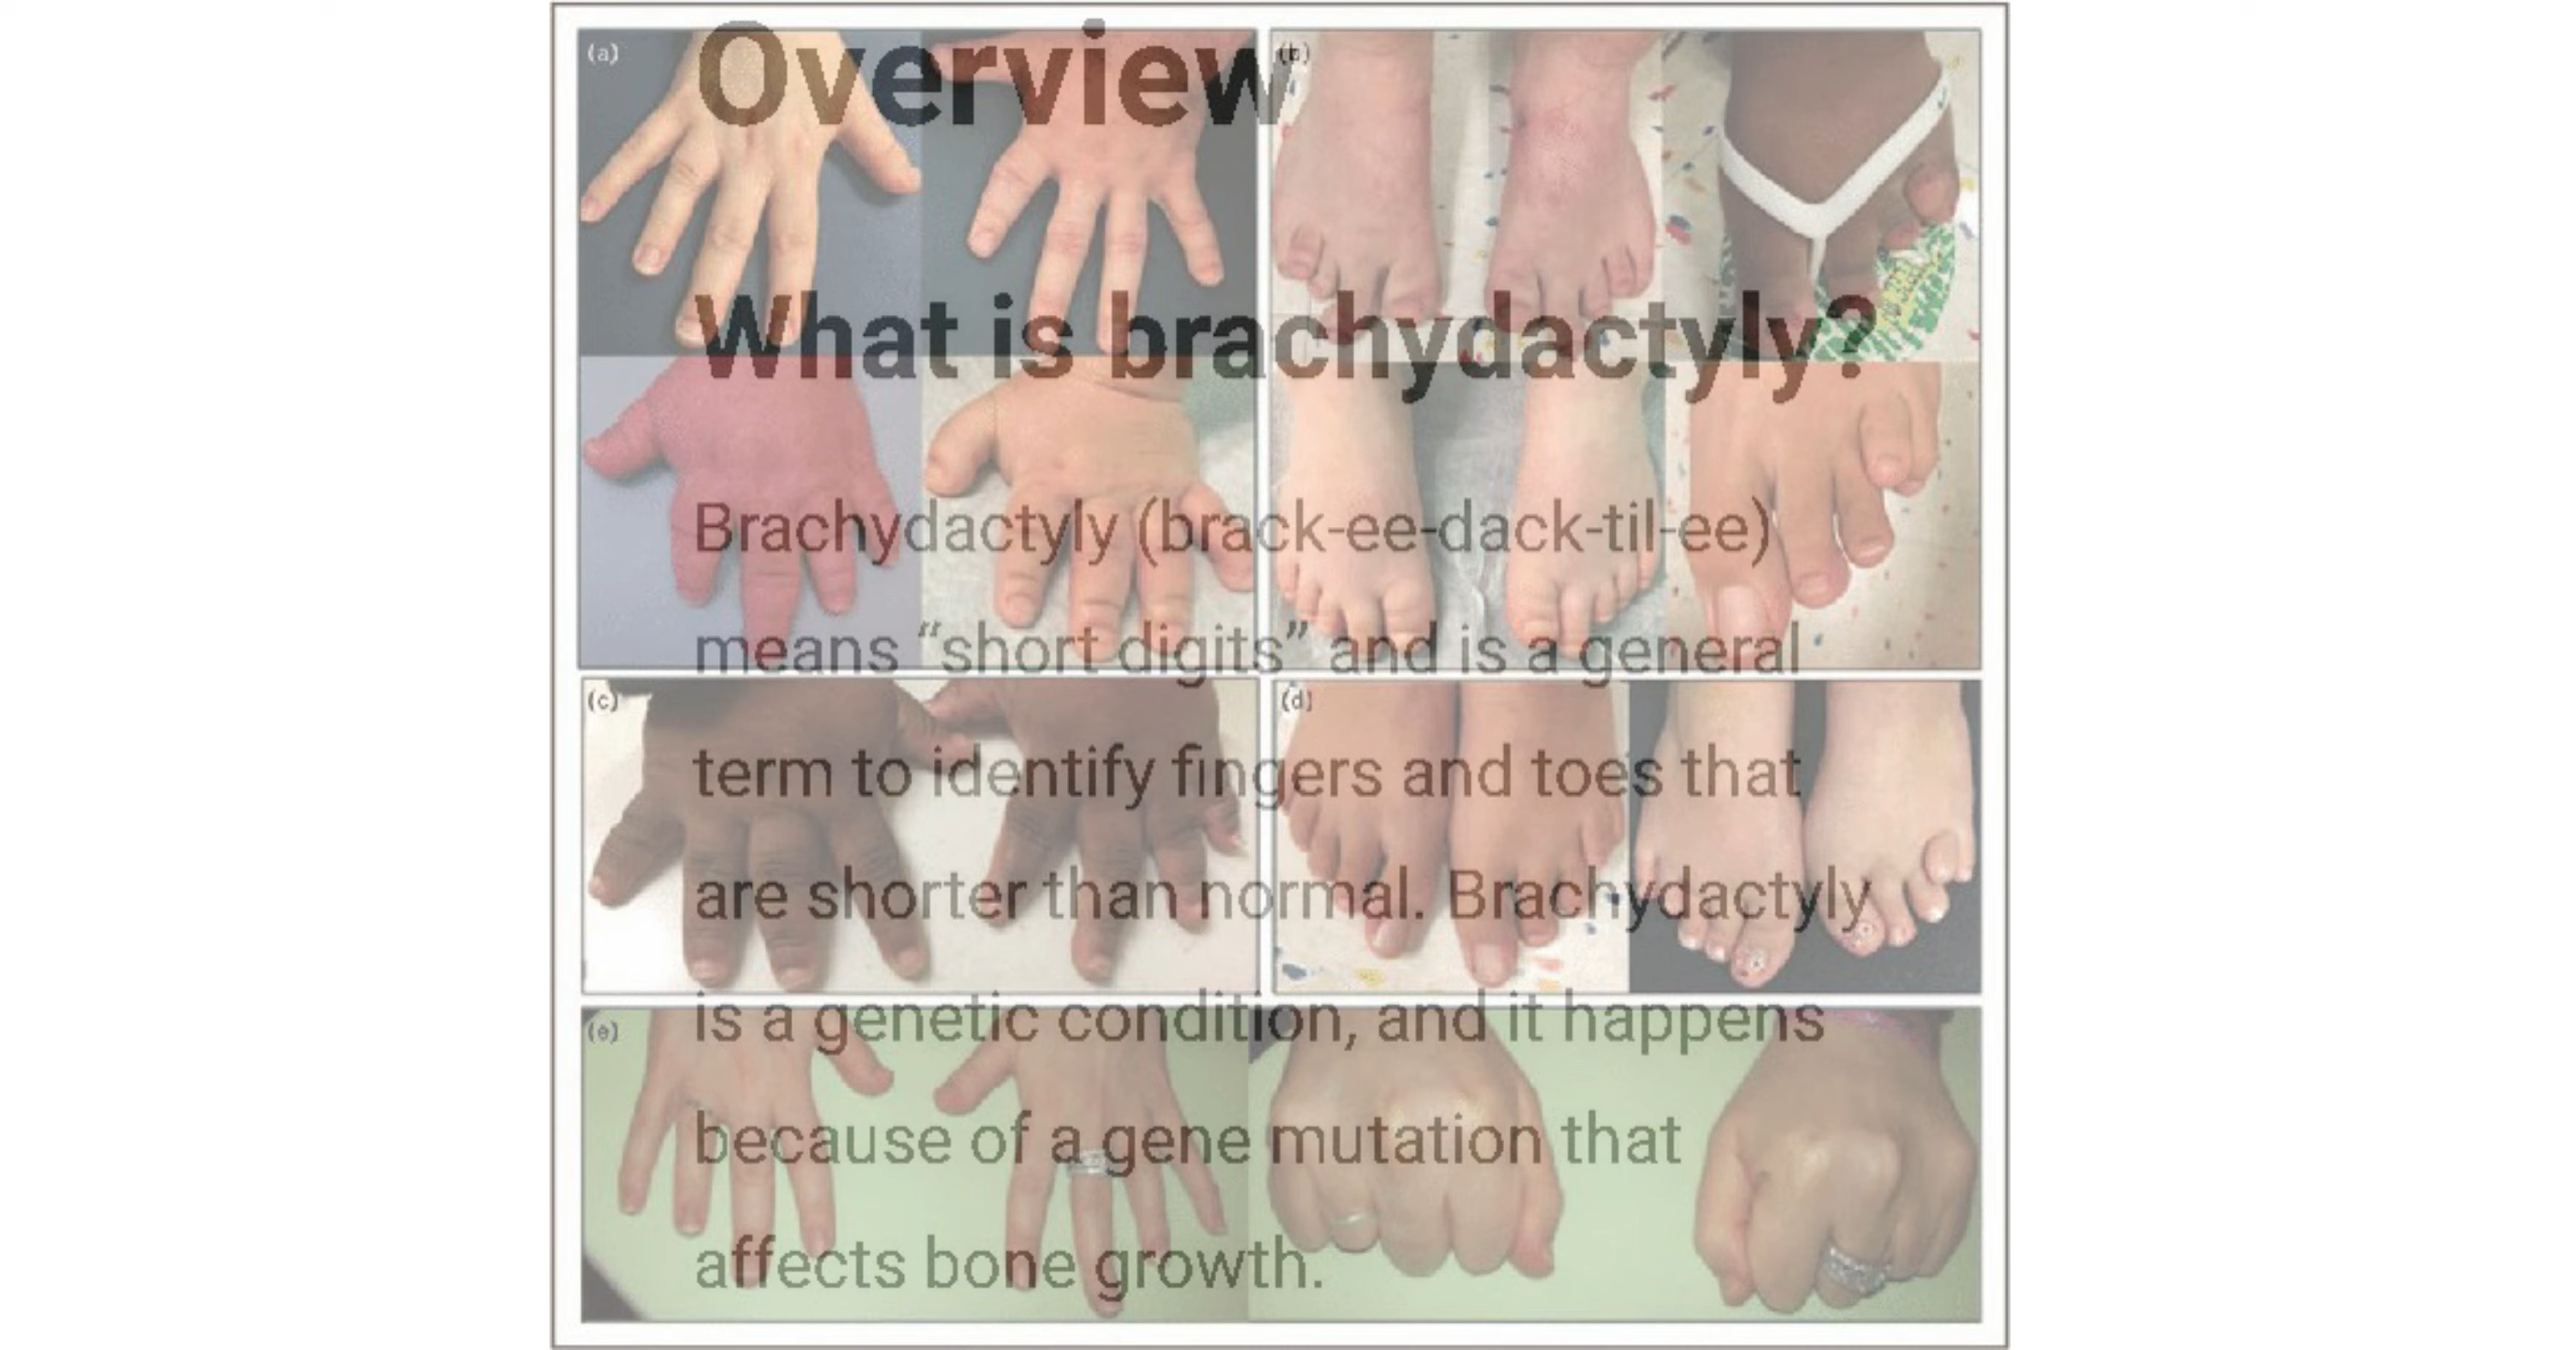 (a)
(b)
Overview
What is brachydactyly?
Brachydactyly (brack-ee-dack-til-ee)
means “short digits” and is a general
(c)
(d)
term to identify fingers and toes that
are shorter than normal. Brachydactyly
is a genetic condition, and it happens
(e)
because of a gene mutation that
affects bone growth.